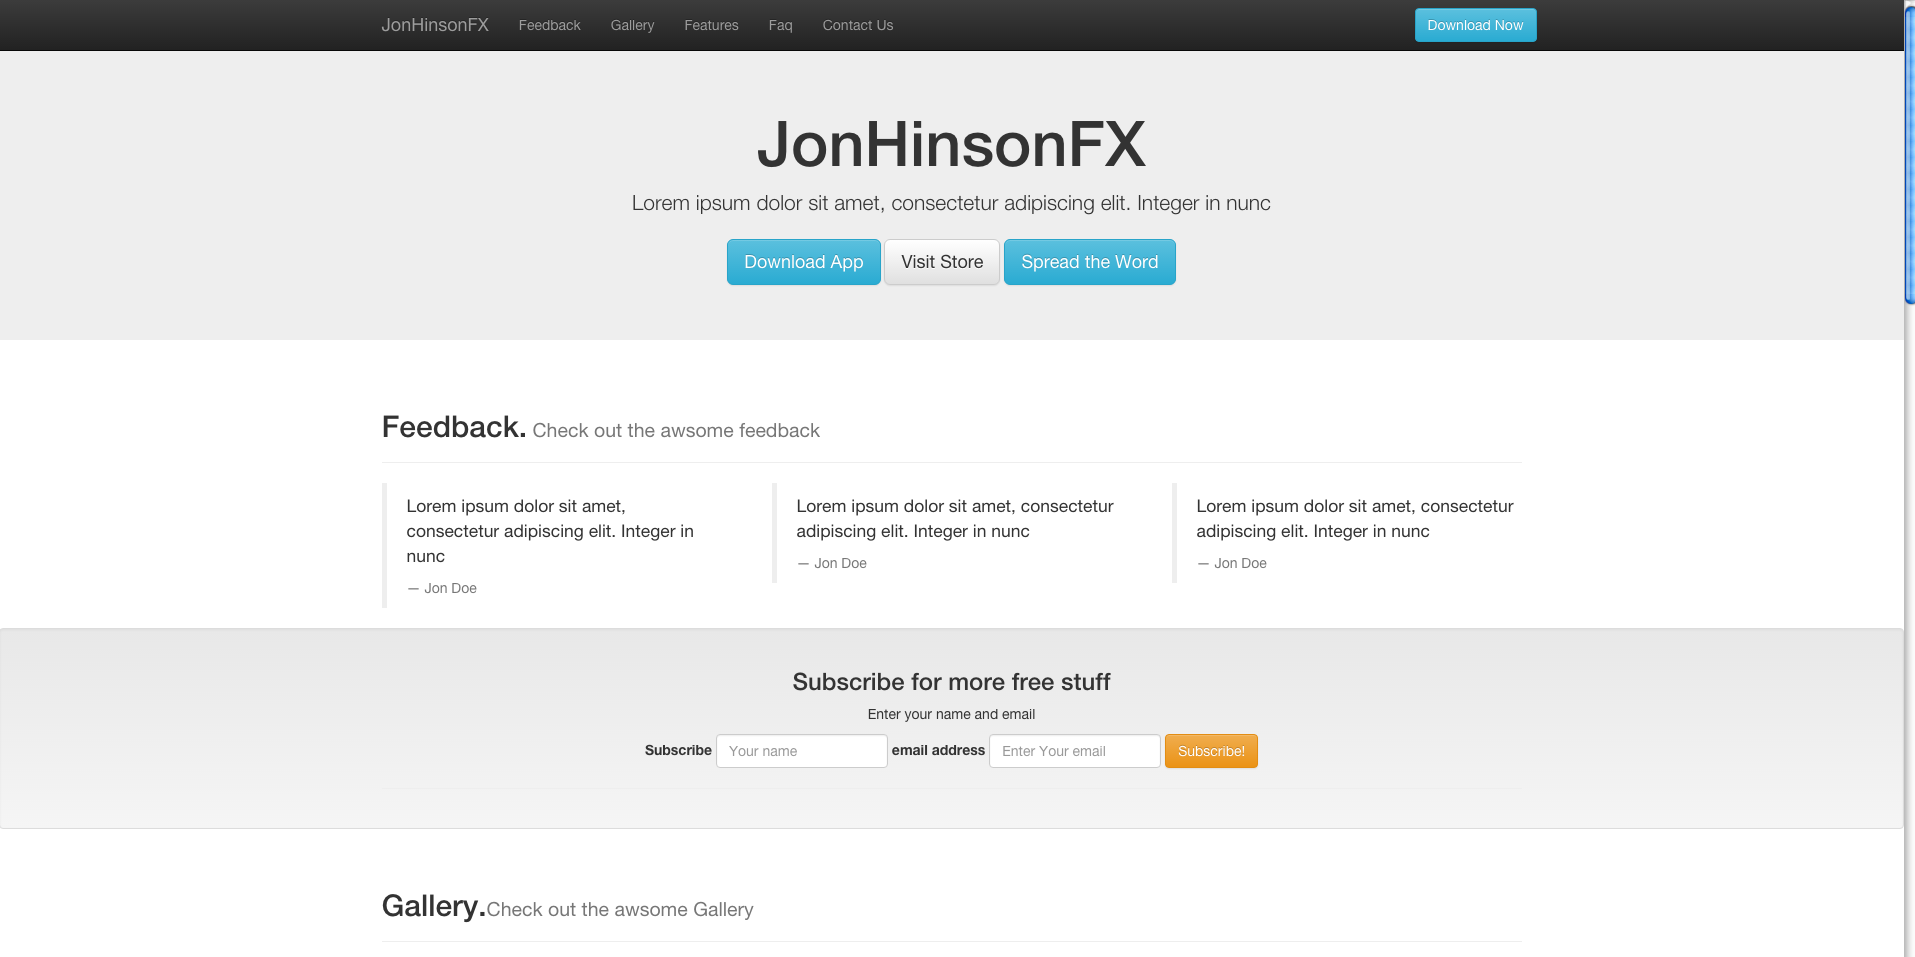 JonHinsonFX Feedback Gallery Features Faq Contact Us Download Now
JonHinsonFX
Lorem ipsum dolor sit amet, consectetur adipiscing elit. Integer in nunc
Download App Visit Store Spread the Word
Feedback. Check out the awsome feedback
Lorem ipsum dolor sit amet,
consectetur adipiscing elit. Integer in
nunc
— Jon Doe
Lorem ipsum dolor sit amet, consectetur
adipiscing elit. Integer in nunc
— Jon Doe
Lorem ipsum dolor sit amet, consectetur
adipiscing elit. Integer in nunc
— Jon Doe
Subscribe for more free stuff
Enter your name and email
Subscribe Your name email address Enter Your email Subscribe!
Gallery.Check out the awsome Gallery